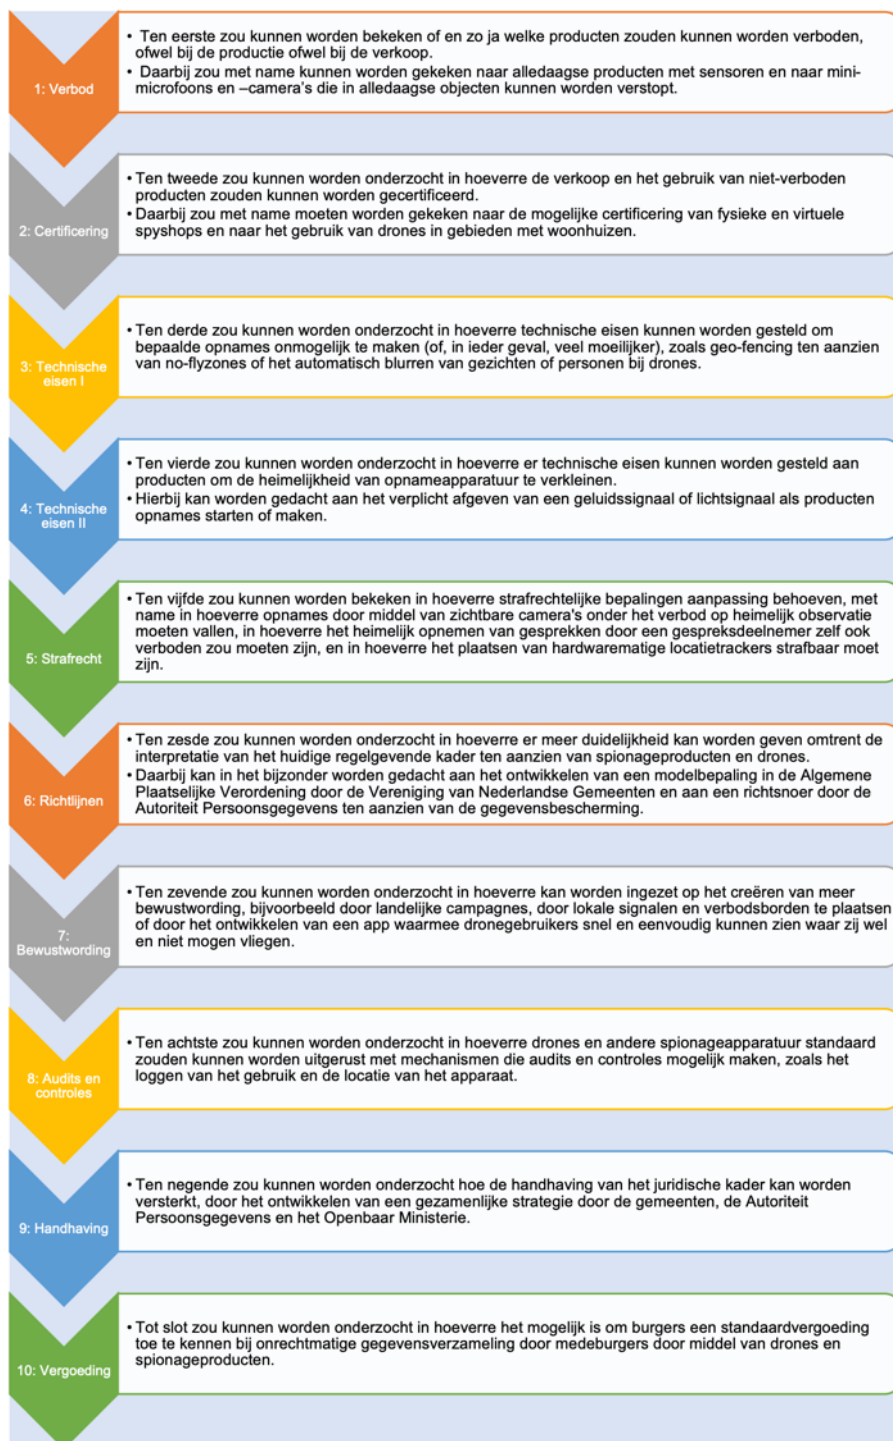 1: Verbod
• Ten eerste zou kunnen worden bekeken of en zo ja welke producten zouden kunnen worden verboden,
ofwel bij de productie ofwel bij de verkoop.
• Daarbij zou met name kunnen worden gekeken naar alledaagse producten met sensoren en naar mini-
microfoons en –camera's die in alledaagse objecten kunnen worden verstopt.
2: Certificering
• Ten tweede zou kunnen worden onderzocht in hoeverre de verkoop en het gebruik van niet-verboden
producten zouden kunnen worden gecertificeerd.
• Daarbij zou met name moeten worden gekeken naar de mogelijke certificering van fysieke en virtuele
spyshops en naar het gebruik van drones in gebieden met woonhuizen.
3: Technische
eisen I
• Ten derde zou kunnen worden onderzocht in hoeverre technische eisen kunnen worden gesteld om
bepaalde opnames onmogelijk te maken (of, in ieder geval, veel moeilijker), zoals geo-fencing ten aanzien
van no-flyzones of het automatisch blurren van gezichten of personen bij drones.
4: Technische
eisen II
• Ten vierde zou kunnen worden onderzocht in hoeverre er technische eisen kunnen worden gesteld aan
producten om de heimelijkheid van opnameapparatuur te verkleinen.
• Hierbij kan worden gedacht aan het verplicht afgeven van een geluidssignaal of lichtsignaal als producten
opnames starten of maken.
5: Strafrecht
• Ten vijfde zou kunnen worden bekeken in hoeverre strafrechtelijke bepalingen aanpassing behoeven, met
name in hoeverre opnames door middel van zichtbare camera's onder het verbod op heimelijk observatie
moeten vallen, in hoeverre het heimelijk opnemen van gesprekken door een gespreksdeelnemer zelf ook
verboden zou moeten zijn, en in hoeverre het plaatsen van hardwarematige locatietrackers strafbaar moet
zijn.
6: Richtlijnen
• Ten zesde zou kunnen worden onderzocht in hoeverre er meer duidelijkheid kan worden geven omtrent de
interpretatie van het huidige regelgevende kader ten aanzien van spionageproducten en drones.
• Daarbij kan in het bijzonder worden gedacht aan het ontwikkelen van een modelbepaling in de Algemene
Plaatselijke Verordening door de Vereniging van Nederlandse Gemeenten en aan een richtsnoer door de
Autoriteit Persoonsgegevens ten aanzien van de gegevensbescherming.
7:
Bewustwording
• Ten zevende zou kunnen worden onderzocht in hoeverre kan worden ingezet op het creëren van meer
bewustwording, bijvoorbeeld door landelijke campagnes, door lokale signalen en verbodsborden te plaatsen
of door het ontwikkelen van een app waarmee dronegebruikers snel en eenvoudig kunnen zien waar zij wel
en niet mogen vliegen.
8: Audits en
controles
• Ten achtste zou kunnen worden onderzocht in hoeverre drones en andere spionageapparatuur standaard
zouden kunnen worden uitgerust met mechanismen die audits en controles mogelijk maken, zoals het
loggen van het gebruik en de locatie van het apparaat.
9: Handhaving
• Ten negende zou kunnen worden onderzocht hoe de handhaving van het juridische kader kan worden
versterkt, door het ontwikkelen van een gezamenlijke strategie door de gemeenten, de Autoriteit
Persoonsgegevens en het Openbaar Ministerie.
10: Vergoeding
• Tot slot zou kunnen worden onderzocht in hoeverre het mogelijk is om burgers een standaardvergoeding
toe te kennen bij onrechtmatige gegevensverzameling door medeburgers door middel van drones en
spionageproducten.